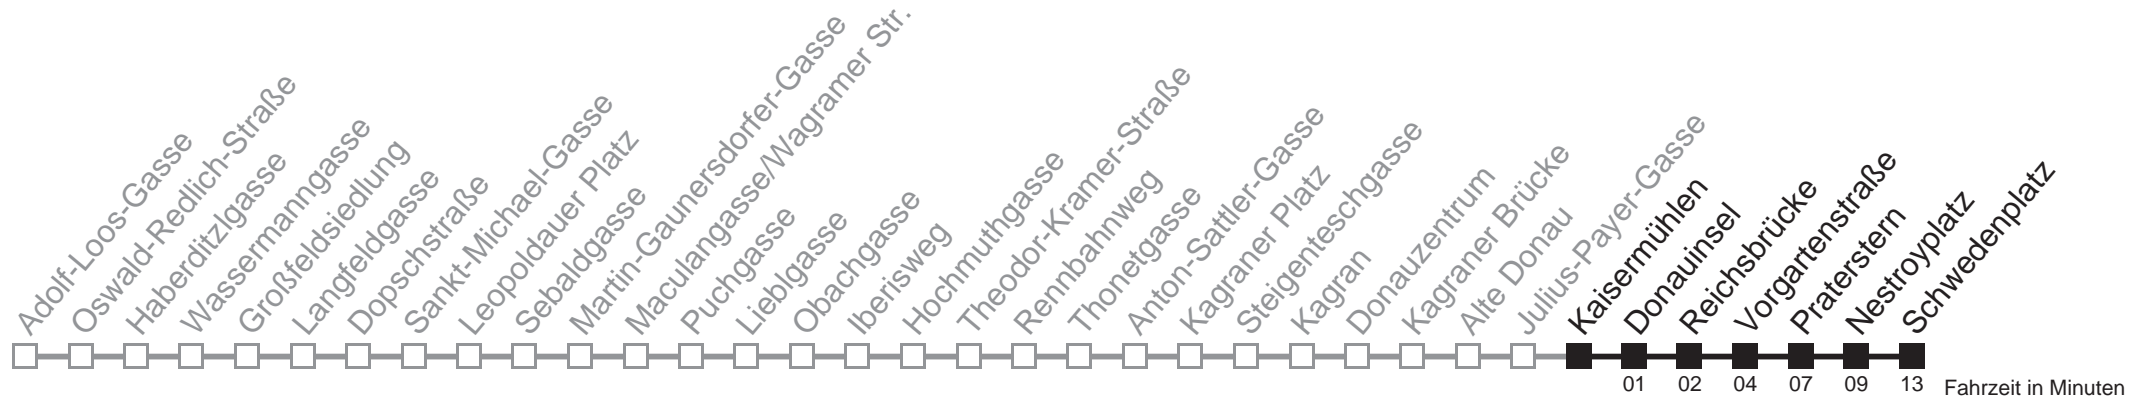 Adolf-Loos-Gasse
Oswald-Redlich-Straße
Haberditzlgasse
Wassermanngasse
Großfeldsiedlung
Langfeldgasse
Dopschstraße
Sankt-Michael-Gasse
Leopoldauer Platz
Sebaldgasse
Martin-Gaunersdorfer-Gasse
Maculangasse/Wagramer Str.
Puchgasse
Lieblgasse
Obachgasse
Iberisweg
Hochmuthgasse
Theodor-Kramer-Straße
Rennbahnweg
Thonetgasse
Anton-Sattler-Gasse
Kagraner Platz
Steigenteschgasse
Kagran
Donauzentrum
Kagraner Brücke
Alte Donau
Julius-Payer-Gasse
Kaisermühlen
Donauinsel
Reichsbrücke
Vorgartenstraße
Praterstern
Nestroyplatz
Schwedenplatz
01 02 04 07 09 13 Fahrzeit in Minuten